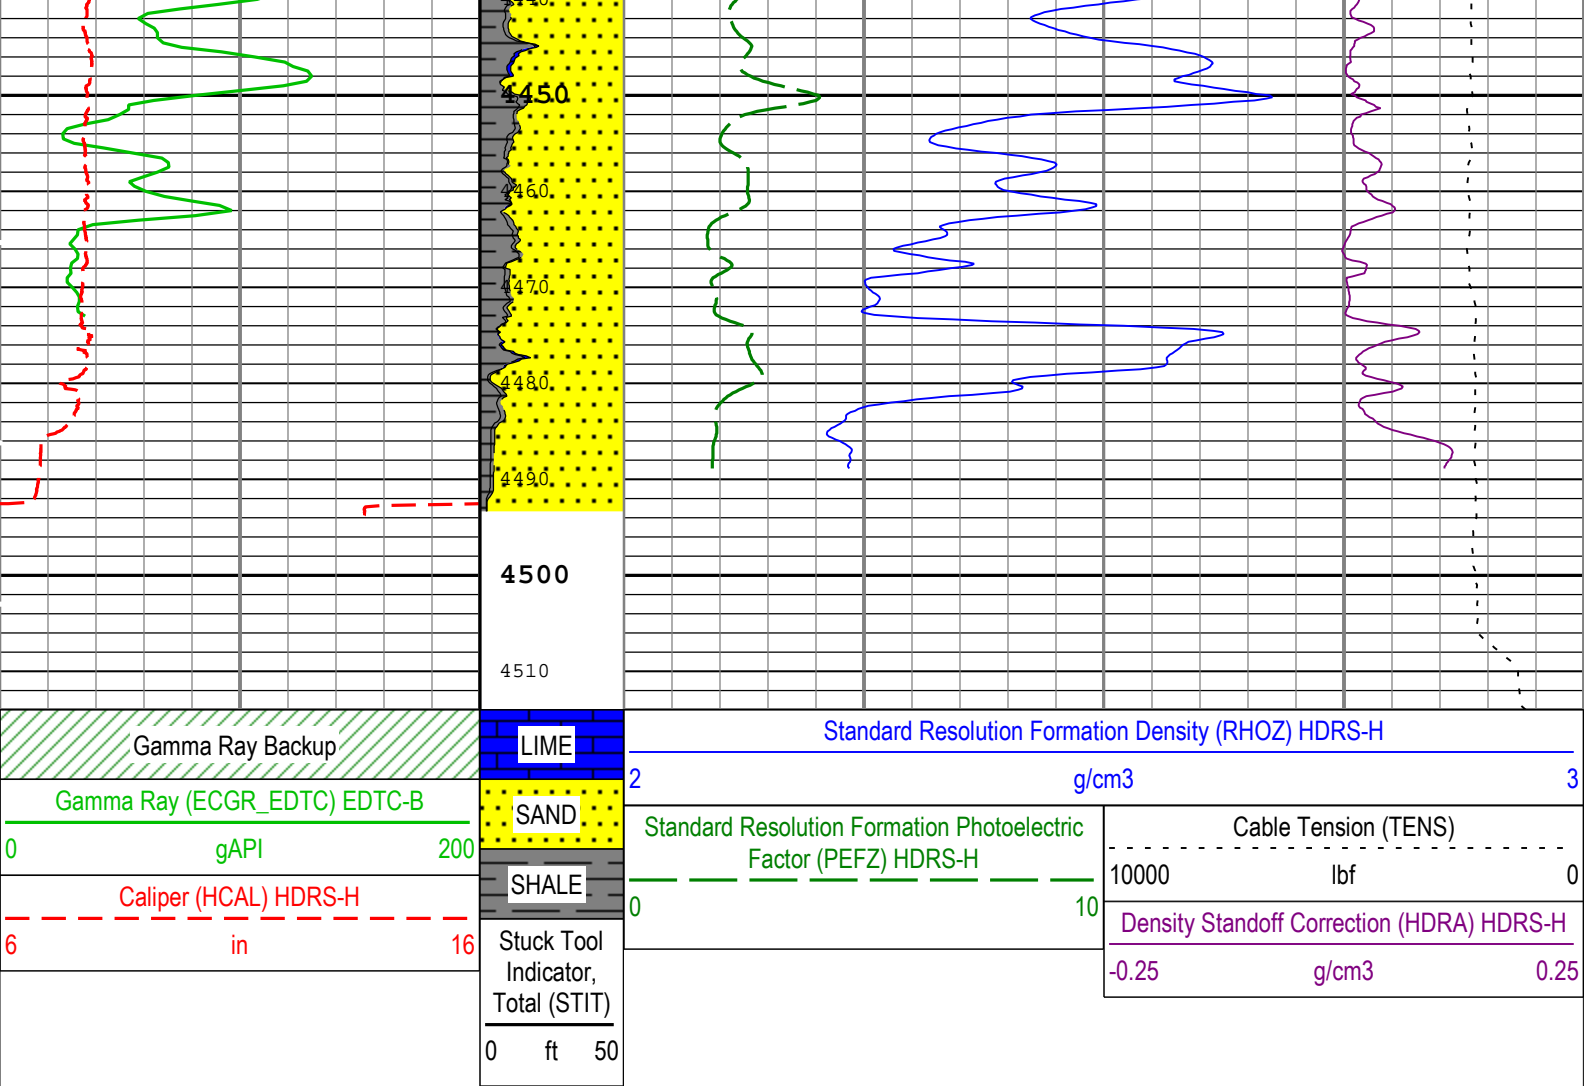 4450
4460
4470
4480
4490
4500
4510
Gamma Ray Backup
Gamma Ray (ECGR_EDTC) EDTC-B
0 gAPI 200
Caliper (HCAL) HDRS-H
6 in 16
LIME
SAND
SHALE
Stuck Tool
Indicator,
Total (STIT)
0 ft 50
Standard Resolution Formation Density (RHOZ) HDRS-H
2 g/cm3 3
Standard Resolution Formation Photoelectric
Factor (PEFZ) HDRS-H
0 10
Cable Tension (TENS)
10000 lbf 0
Density Standoff Correction (HDRA) HDRS-H
-0.25 g/cm3 0.25